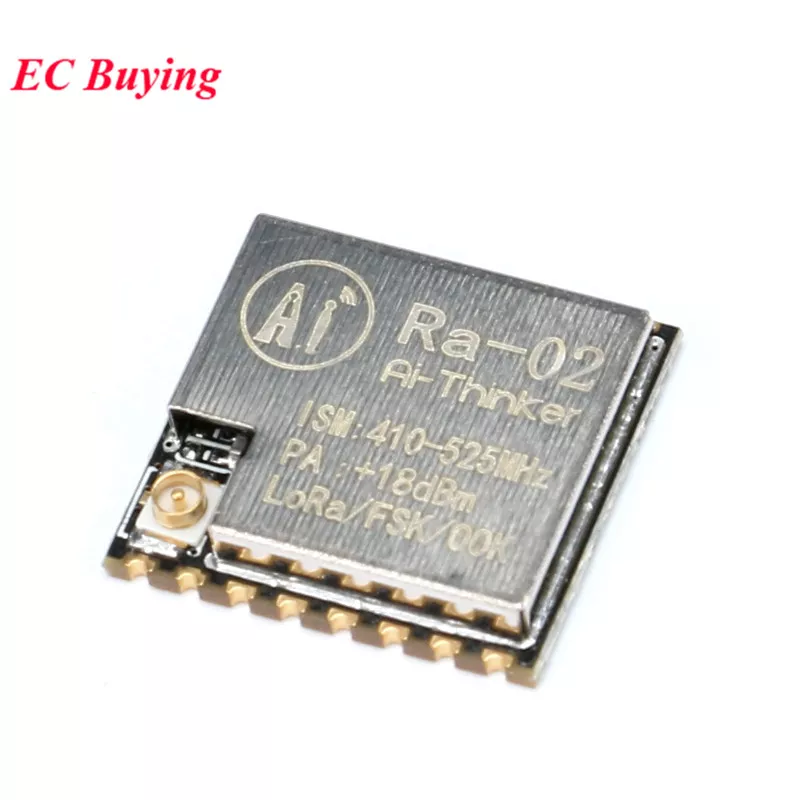 EC Buying
Ai
Ra-02
Ai-Thinker
ISM:410-525MHz
PA:+18dBm
LoRa/FSK/OOK